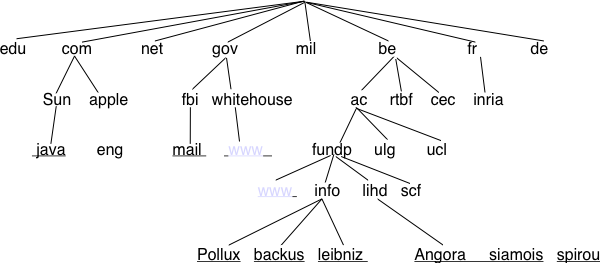 edu com net gov mil be fr de
Sun apple fbi whitehouse ac rtbf cec inria
java eng mail www fundp ulg ucl
www info lihd scf
Pollux backus leibniz Angora siamois spirou